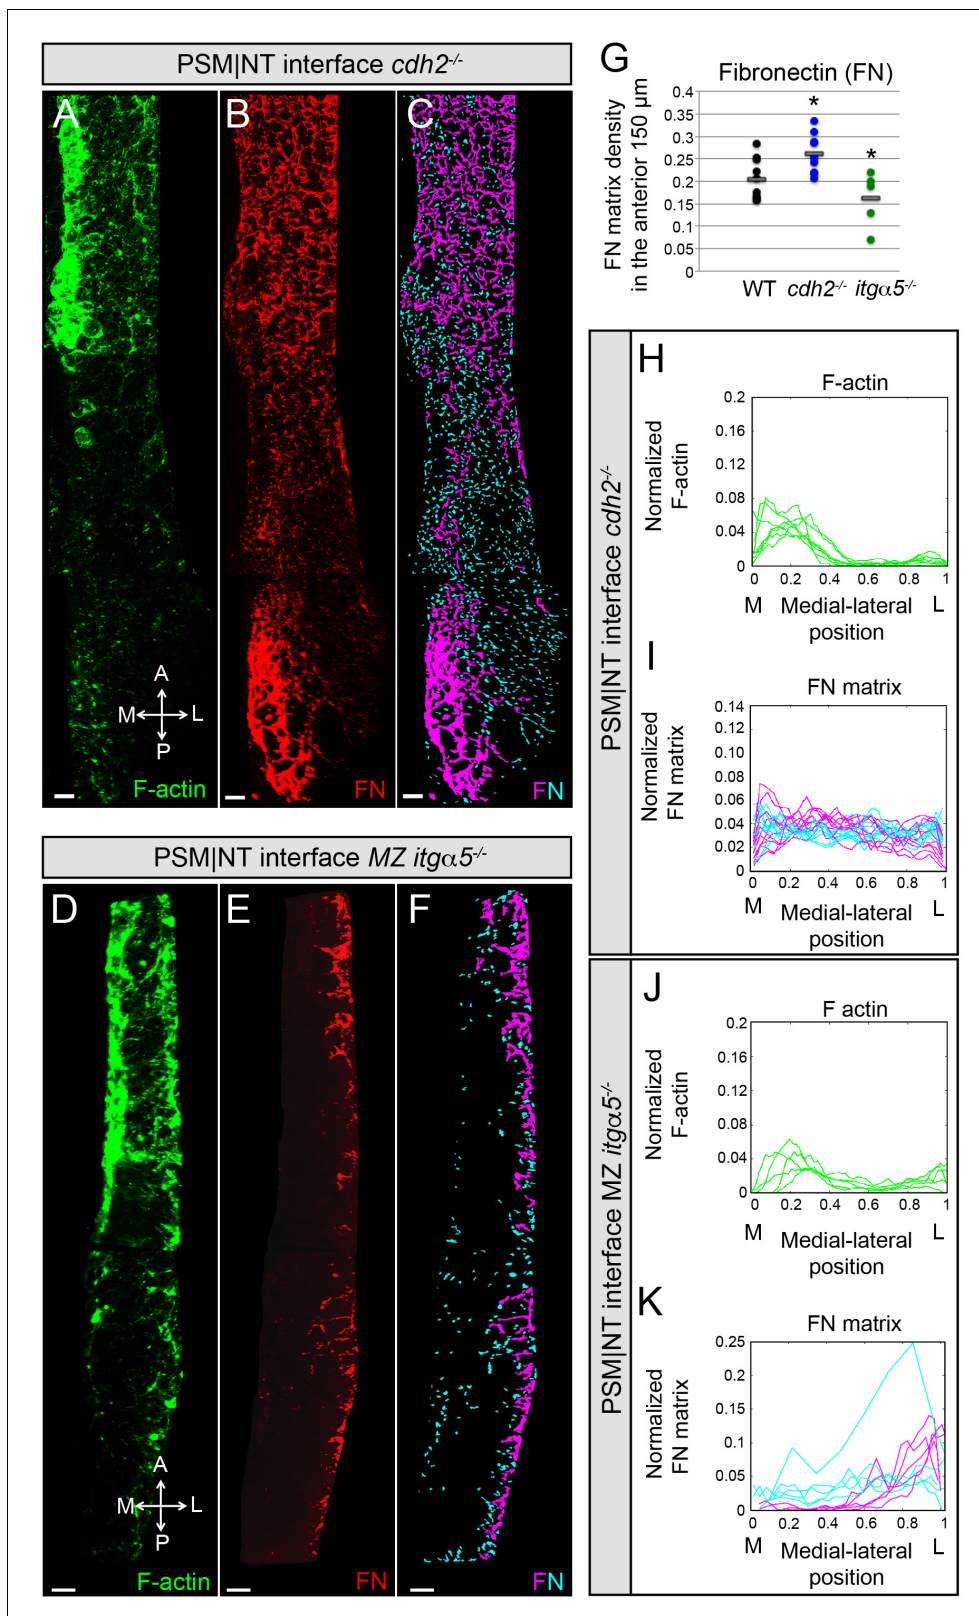 PSM|NT interface cdh2-/-
A
B
C
A
M
L
P
F-actin
FN
FN
PSM|NT interface MZ itgα5-/-
D
E
F
A
M
L
P
F-actin
FN
FN
G
Fibronectin (FN)
FN matrix density
in the anterior 150 µm
0.4
0.35
0.3
0.25
0.2
0.15
0.1
0.05
0
*
*
WT cdh2-/- itgα5-/-
PSM|NT interface cdh2-/-
H
F-actin
Normalized
F-actin
0.2
0.16
0.12
0.08
0.04
0
0 0.2 0.4 0.6 0.8 1
M Medial-lateral L
position
I
FN matrix
Normalized
FN matrix
0.14
0.12
0.10
0.08
0.06
0.04
0.02
0
0 0.2 0.4 0.6 0.8 1
M Medial-lateral L
position
PSM|NT interface MZ itgα5-/-
J
F actin
Normalized
F-actin
0.2
0.16
0.12
0.08
0.04
0
0 0.2 0.4 0.6 0.8 1
M Medial-lateral L
position
K
FN matrix
Normalized
FN matrix
0.25
0.2
0.15
0.1
0.05
0
0 0.2 0.4 0.6 0.8 1
M Medial-lateral L
position